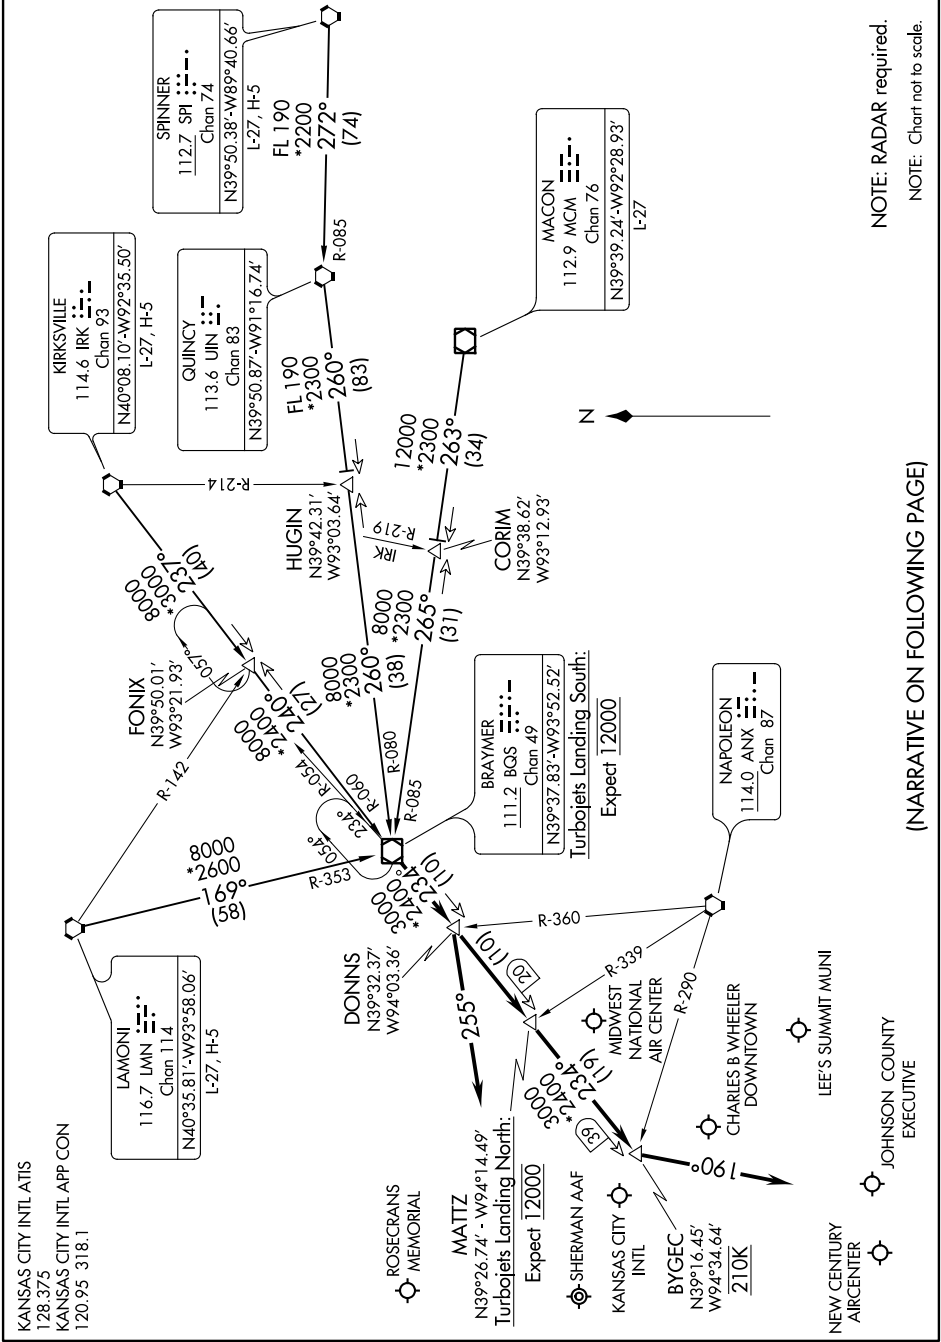 KANSAS CITY INTL ATIS
128.375
KANSAS CITY INTL APP CON
120.95 318.1
LAMONI
116.7 LMN
Chan 114
N40°35.81'-W93°58.06'
L-27, H-5
KIRKSVILLE
114.6 IRK
Chan 93
N40°08.10'-W92°35.50'
L-27, H-5
SPINNER
112.7 SPI
Chan 74
N39°50.38'-W89°40.66'
L-27, H-5
QUINCY
113.6 UIN
Chan 83
N39°50.87'-W91°16.74'
FL 190
*2200
272°
(74)
R-085
FL 190
*2300
260°
(83)
R-214
8000
*3000
237°
(40)
057°
FONIX
N39°50.01'
W93°21.93'
R-142
8000
*2400
240°
(27)
R-054
R-060
8000
*2600
169°
(58)
R-353
054°
234°
HUGIN
N39°42.31'
W93°03.64'
IRK
R-219
8000
*2300
260°
(38)
R-080
MACON
112.9 MCM
Chan 76
N39°39.24'-W92°28.93'
L-27
12000
*2300
263°
(34)
CORIM
N39°38.62'
W93°12.93'
8000
*2300
265°
(31)
R-085
BRAYMER
111.2 BQS
Chan 49
N39°37.83'-W93°52.52'
Turbojets Landing South:
Expect 12000
3000
*2400
234°
(10)
DONNS
N39°32.37'
W94°03.36'
255°
(10)
20
R-360
R-339
R-290
NAPOLEON
114.0 ANX
Chan 87
MATTZ
N39°26.74' - W94°14.49'
Turbojets Landing North:
Expect 12000
3000
*2400
234°
(19)
39
BYGEC
N39°16.45'
W94°34.64'
210K
190°
ROSECRANS
MEMORIAL
SHERMAN AAF
KANSAS CITY
INTL
MIDWEST
NATIONAL
AIR CENTER
CHARLES B WHEELER
DOWNTOWN
LEE'S SUMMIT MUNI
NEW CENTURY
AIRCENTER
JOHNSON COUNTY
EXECUTIVE
N
NOTE: RADAR required.
NOTE: Chart not to scale.
(NARRATIVE ON FOLLOWING PAGE)